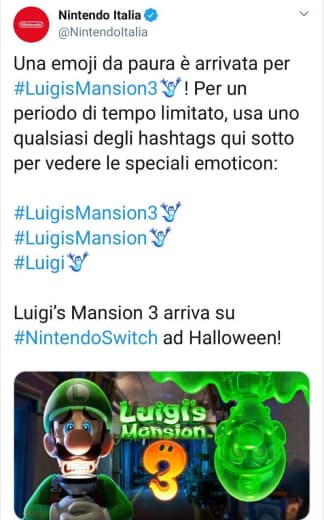 Nintendo
Nintendo Italia
@NintendoItalia
Una emoji da paura è arrivata per
#LuigisMansion3! Per un
periodo di tempo limitato, usa uno
qualsiasi degli hashtags qui sotto
per vedere le speciali emoticon:
#LuigisMansion3
#LuigisMansion
#Luigi
Luigi's Mansion 3 arriva su
#NintendoSwitch ad Halloween!
Luigi's
Mansion
3